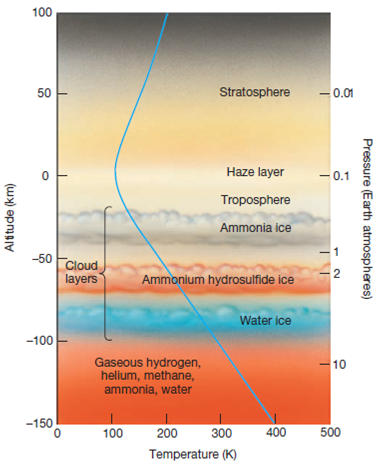 100
50
0
−50
−100
−150
Altitude (km)
Stratosphere
Haze layer
Troposphere
Ammonia ice
Cloud
layers
Ammonium hydrosulfide ice
Water ice
Gaseous hydrogen,
helium, methane,
ammonia, water
0.01
0.1
1
2
10
Pressure (Earth atmospheres)
0 100 200 300 400 500
Temperature (K)